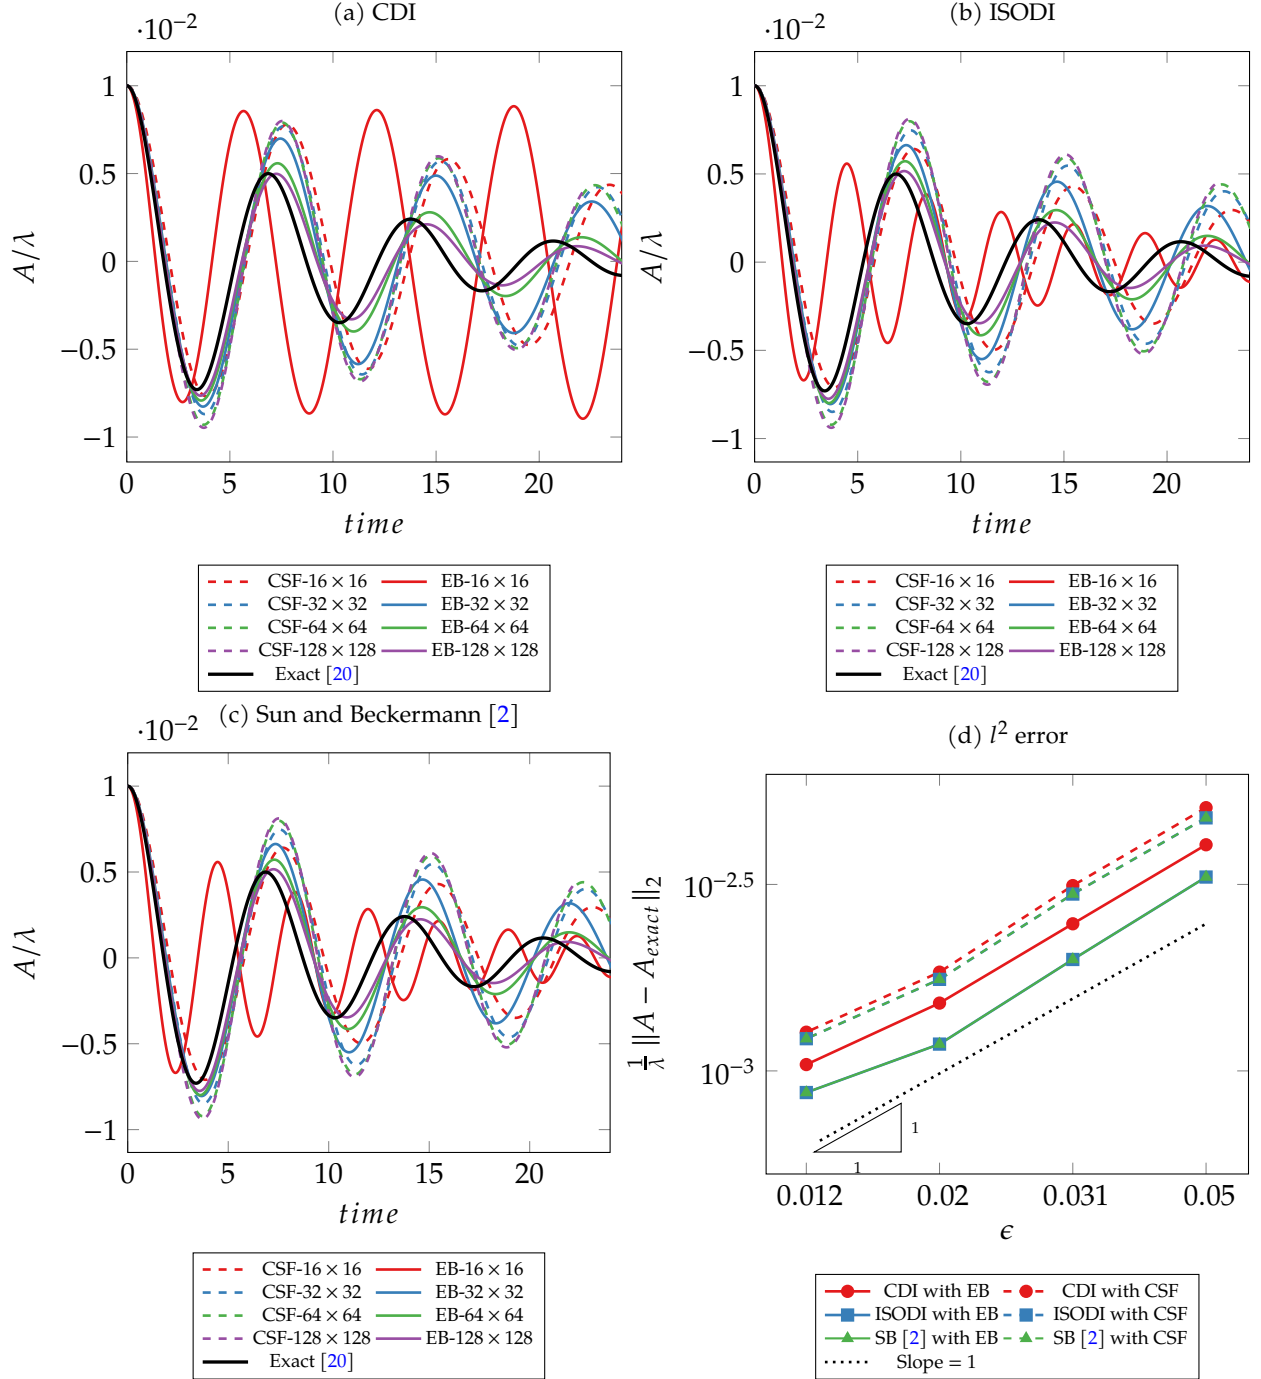 (a) CDI
·10⁻²
A/λ
1
0.5
0
−0.5
−1
0 5 10 15 20
time
CSF-16 × 16 EB-16 × 16
CSF-32 × 32 EB-32 × 32
CSF-64 × 64 EB-64 × 64
CSF-128 × 128 EB-128 × 128
Exact [20]
(b) ISODI
·10⁻²
A/λ
1
0.5
0
−0.5
−1
0 5 10 15 20
time
CSF-16 × 16 EB-16 × 16
CSF-32 × 32 EB-32 × 32
CSF-64 × 64 EB-64 × 64
CSF-128 × 128 EB-128 × 128
Exact [20]
(c) Sun and Beckermann [2]
·10⁻²
A/λ
1
0.5
0
−0.5
−1
0 5 10 15 20
time
CSF-16 × 16 EB-16 × 16
CSF-32 × 32 EB-32 × 32
CSF-64 × 64 EB-64 × 64
CSF-128 × 128 EB-128 × 128
Exact [20]
(d) l² error
1/λ ‖A − A_exact‖₂
10^−2.5
10⁻³
1
1
0.012 0.02 0.031 0.05
ϵ
CDI with EB CDI with CSF
ISODI with EB ISODI with CSF
SB [2] with EB SB [2] with CSF
Slope = 1